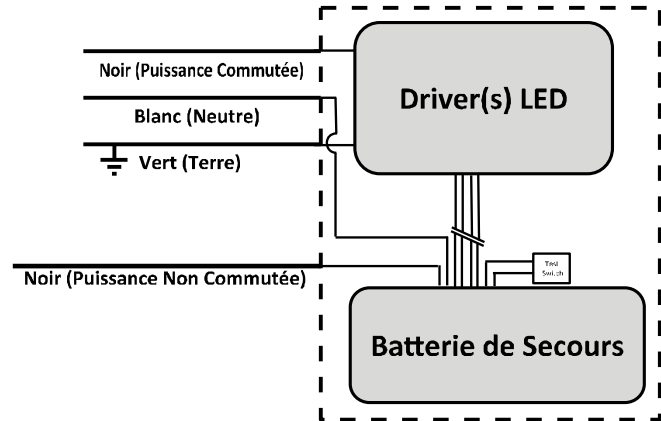 Noir (Puissance Commutée)
Driver(s) LED
Blanc (Neutre)
Vert (Terre)
Noir (Puissance Non Commutée)
Test
Switch
Batterie de Secours